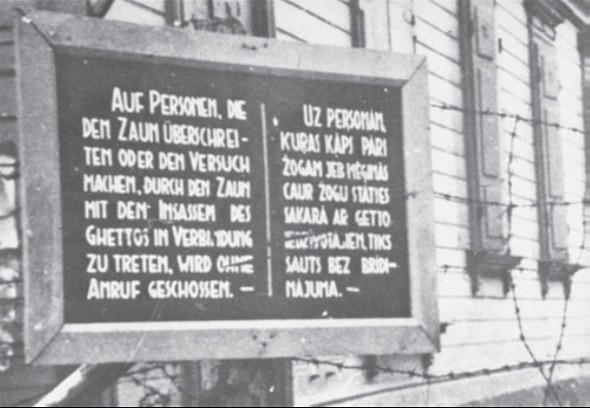 AUF PERSONEN, DIE
DEN ZAUN ÜBERSCHREI-
TEN ODER DEN VERSUCH
MACHEN, DURCH DEN ZAUN
MIT DEN INSASSEN DES
GHETTOS IN VERBINDUNG
ZU TRETEN, WIRD OHNE
ANRUF GESCHOSSEN. —
UZ PERSONĀM,
KURAS KĀPS PĀRI
ŽOGAM JEB MĒĢINĀS
CAUR ŽOGU STĀTIES
SAKARĀ AR GETTO
IEDZĪVOTĀJIEM, TIKS
ŠAUTS BEZ BRĪDI-
NĀJUMA. —